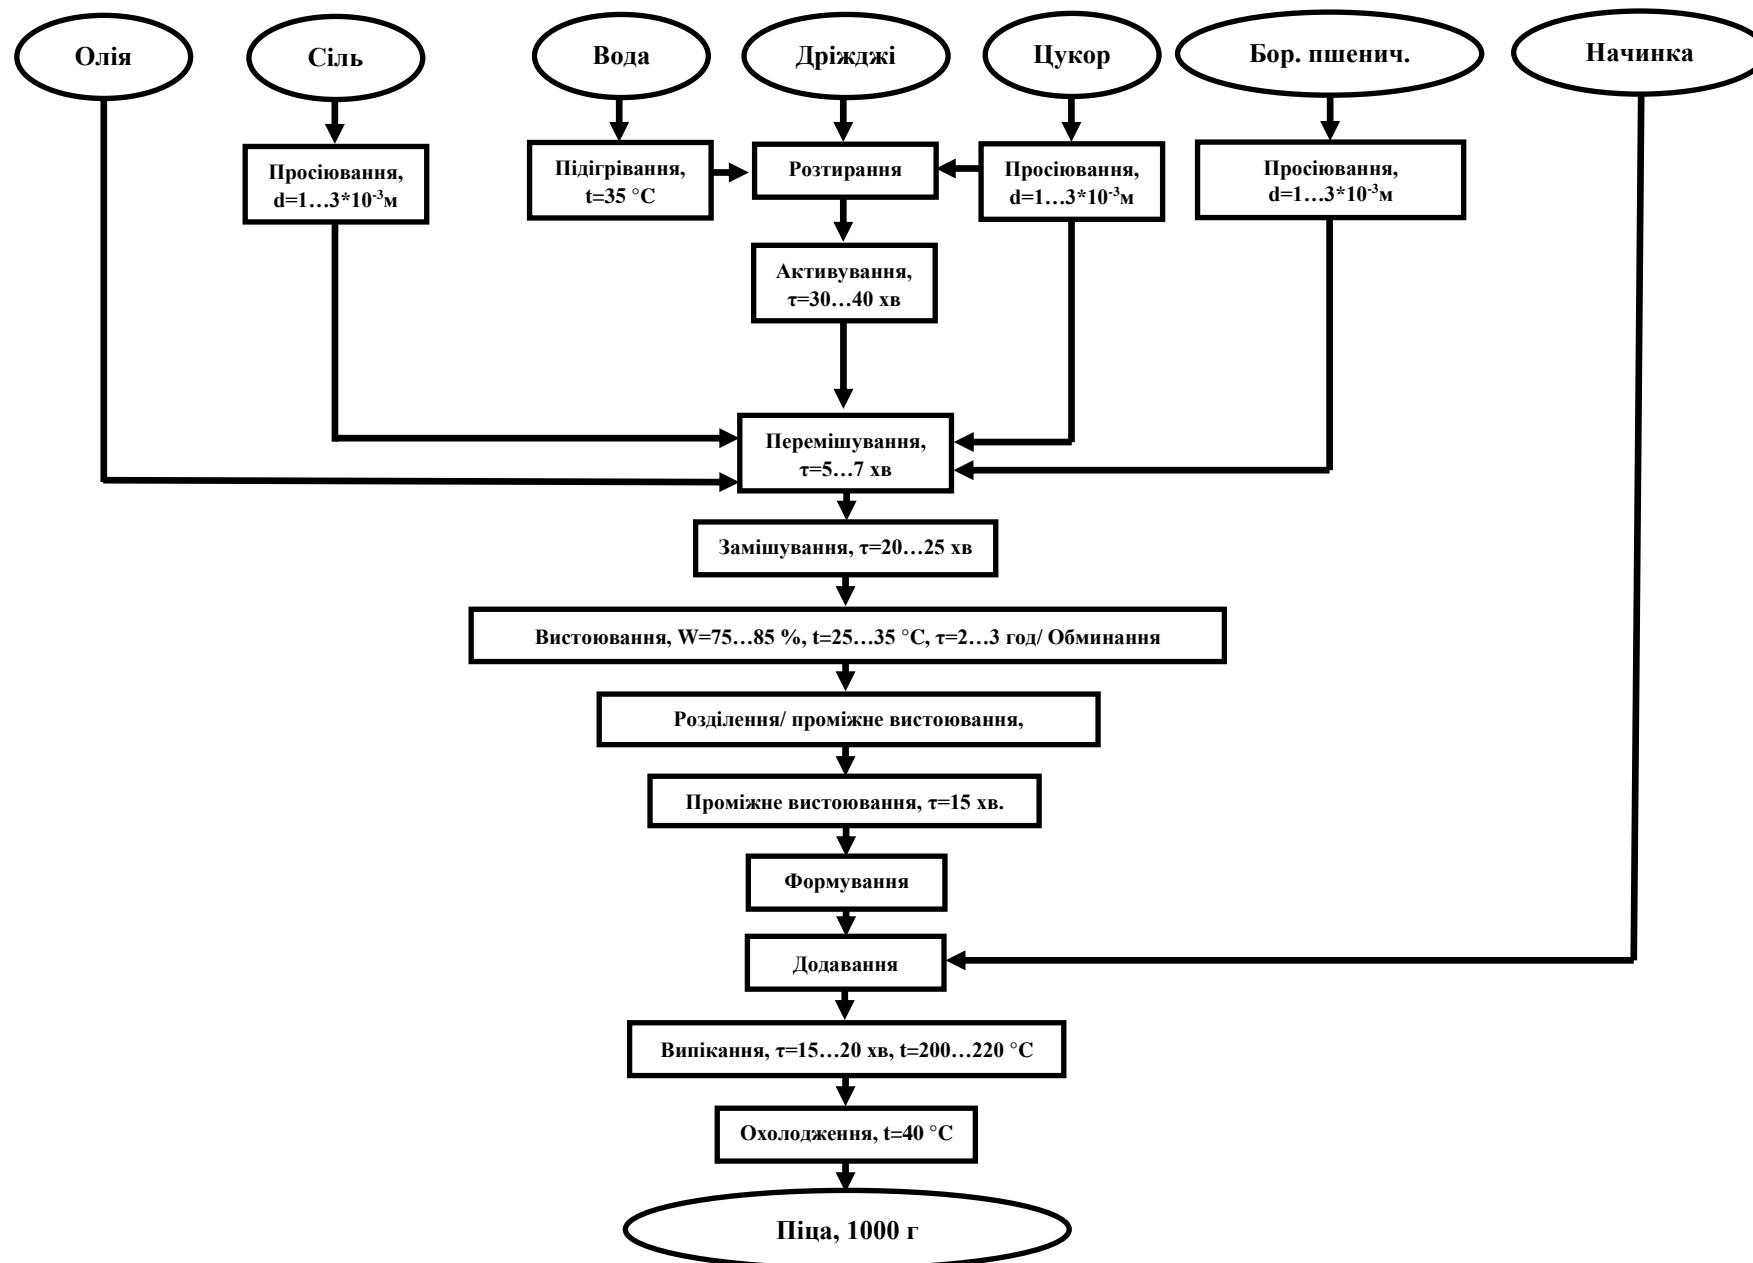 Олія
Сіль
Вода
Дріжджі
Цукор
Бор. пшенич.
Начинка
Просіювання,
d=1…3*10⁻³м
Підігрівання,
t=35 °C
Розтирання
Просіювання,
d=1…3*10⁻³м
Просіювання,
d=1…3*10⁻³м
Активування,
τ=30…40 хв
Перемішування,
τ=5…7 хв
Замішування, τ=20…25 хв
Вистоювання, W=75…85 %, t=25…35 °C, τ=2…3 год/ Обминання
Розділення/ проміжне вистоювання,
Проміжне вистоювання, τ=15 хв.
Формування
Додавання
Випікання, τ=15…20 хв, t=200…220 °C
Охолодження, t=40 °C
Піца, 1000 г